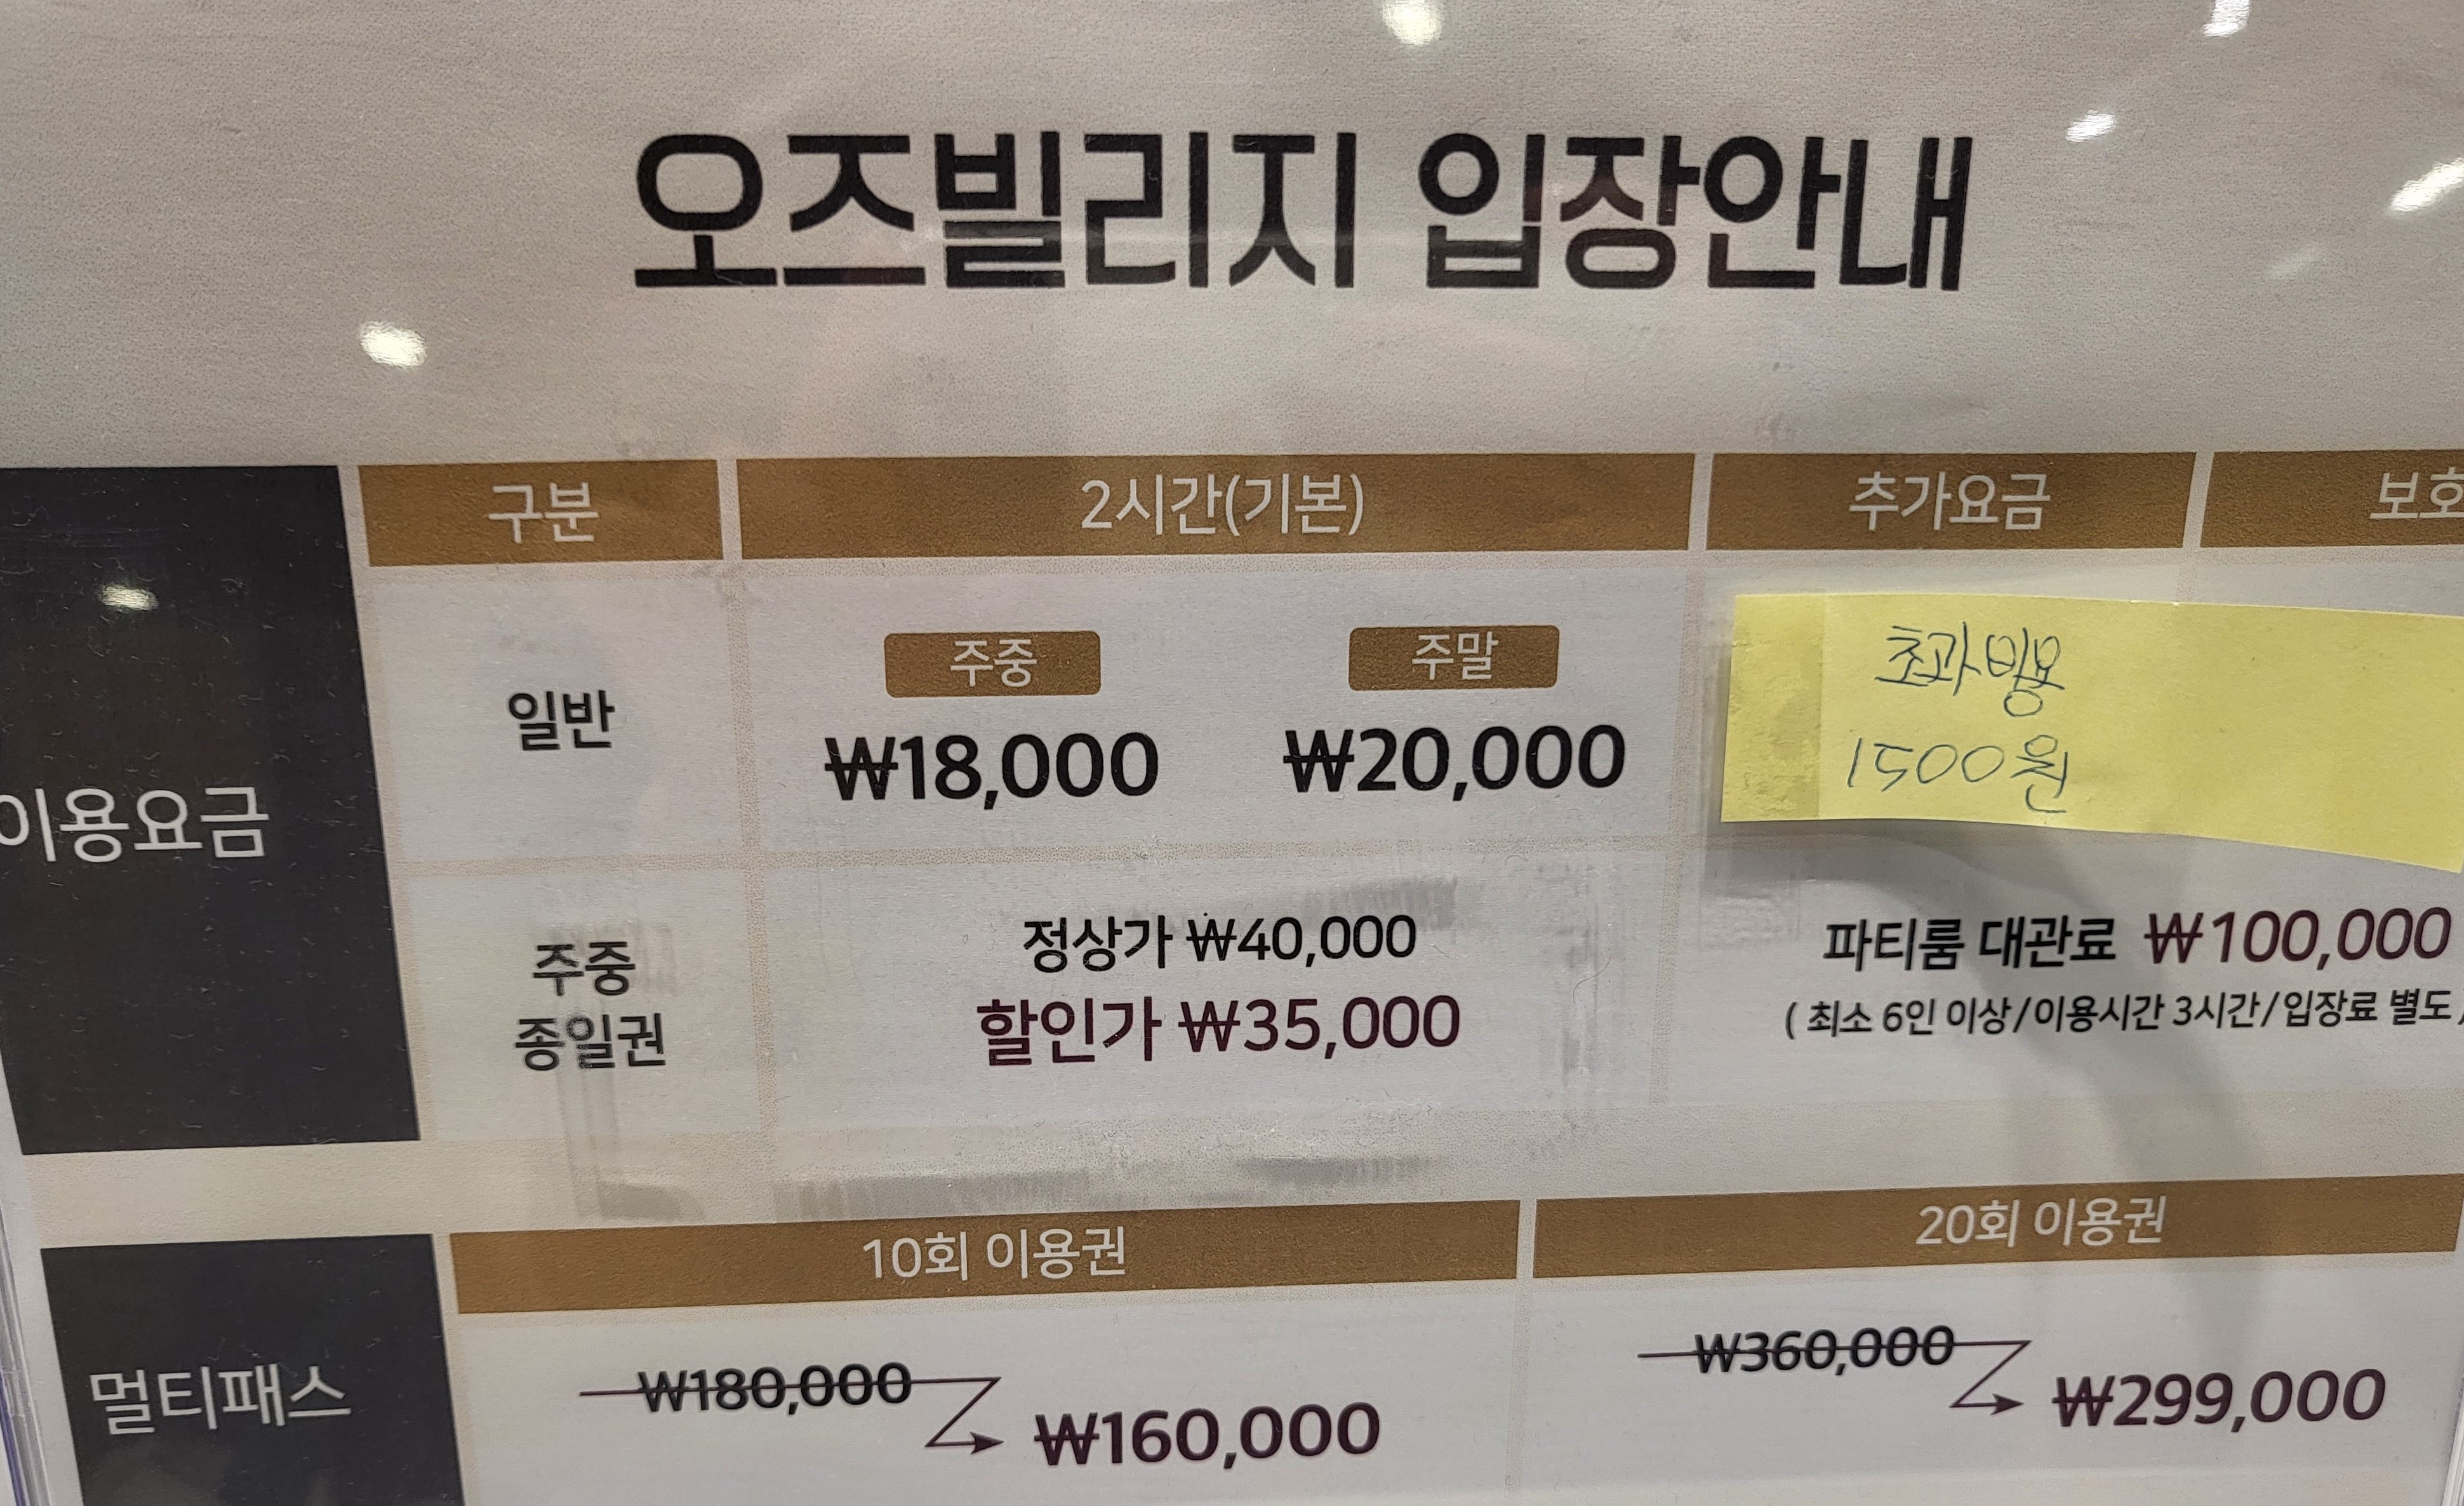 오즈빌리지 입장안내
구분 2시간(기본) 추가요금
이용요금
일반
주중 주말
₩18,000 ₩20,000
초과비용
1500원
주중
종일권
정상가 ₩40,000
할인가 ₩35,000
파티룸 대관료 ₩100,000
( 최소 6인 이상/이용시간 3시간/입장료 별도)
멀티패스
10회 이용권 20회 이용권
₩180,000 ₩360,000
₩160,000 ₩299,000